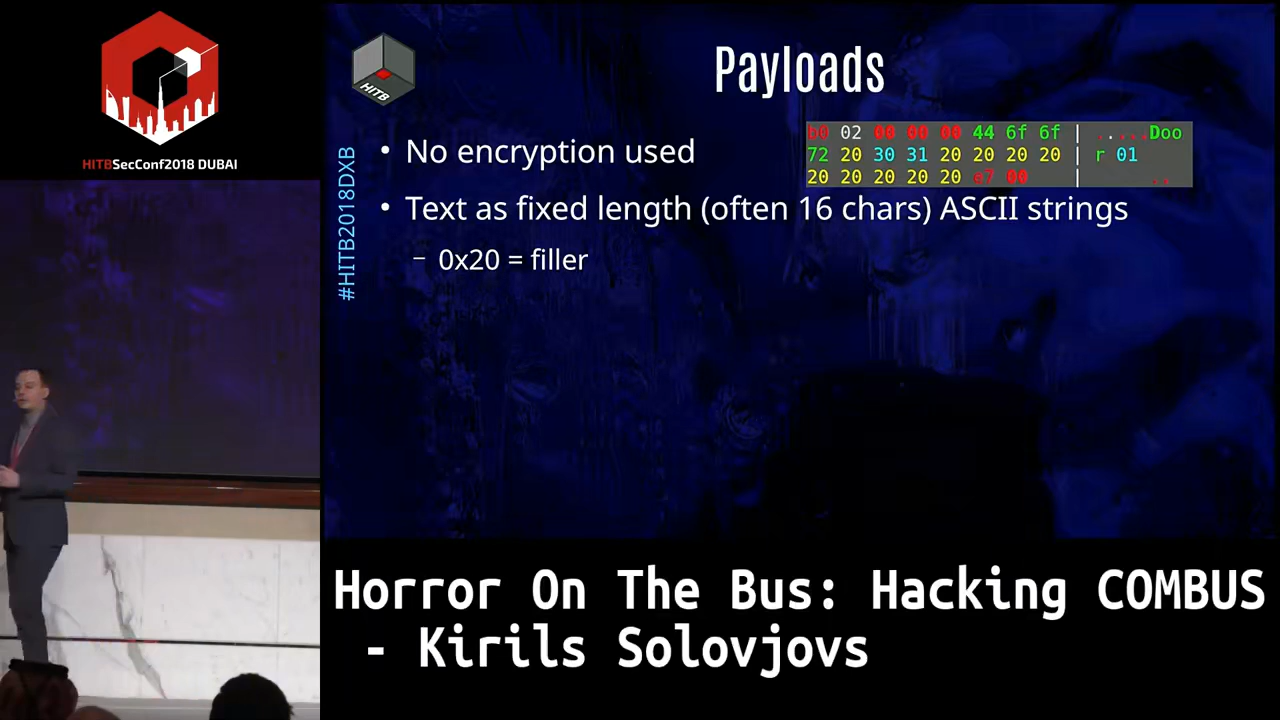 HITBSecConf2018 DUBAI
#HITB2018DXB
HITB
Payloads
• No encryption used
b0 02 00 00 00 44 6f 6f | .....Doo
72 20 30 31 20 20 20 20 | r 01
20 20 20 20 20 e7 00 | ..
• Text as fixed length (often 16 chars) ASCII strings
– 0x20 = filler
Horror On The Bus: Hacking COMBUS
- Kirils Solovjovs